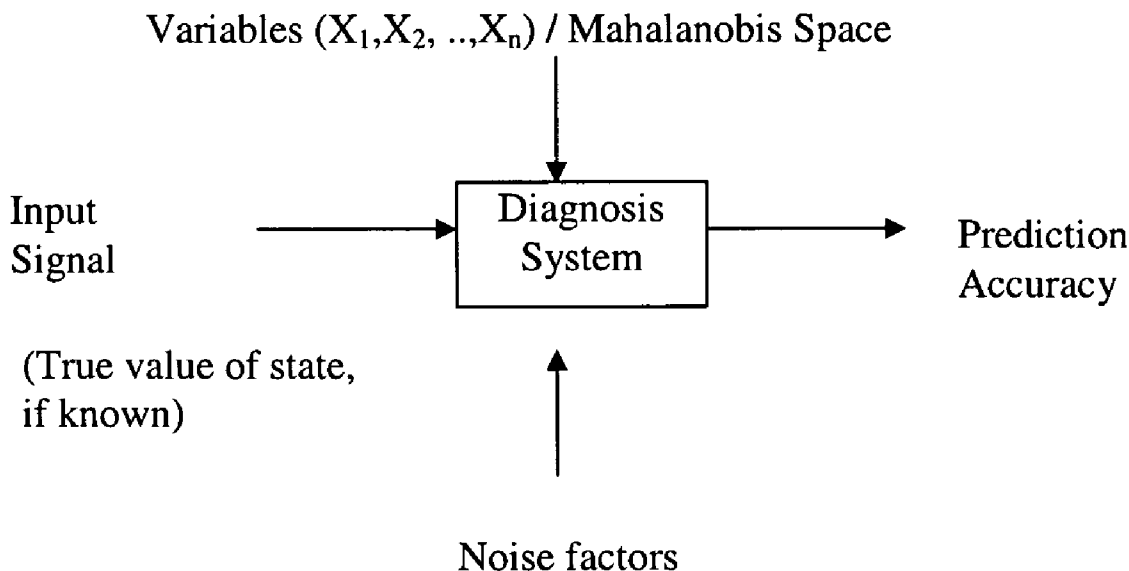 Variables (X₁,X₂, ..,Xₙ) / Mahalanobis Space
Diagnosis
System
Input
Signal
Prediction
Accuracy
(True value of state,
if known)
Noise factors